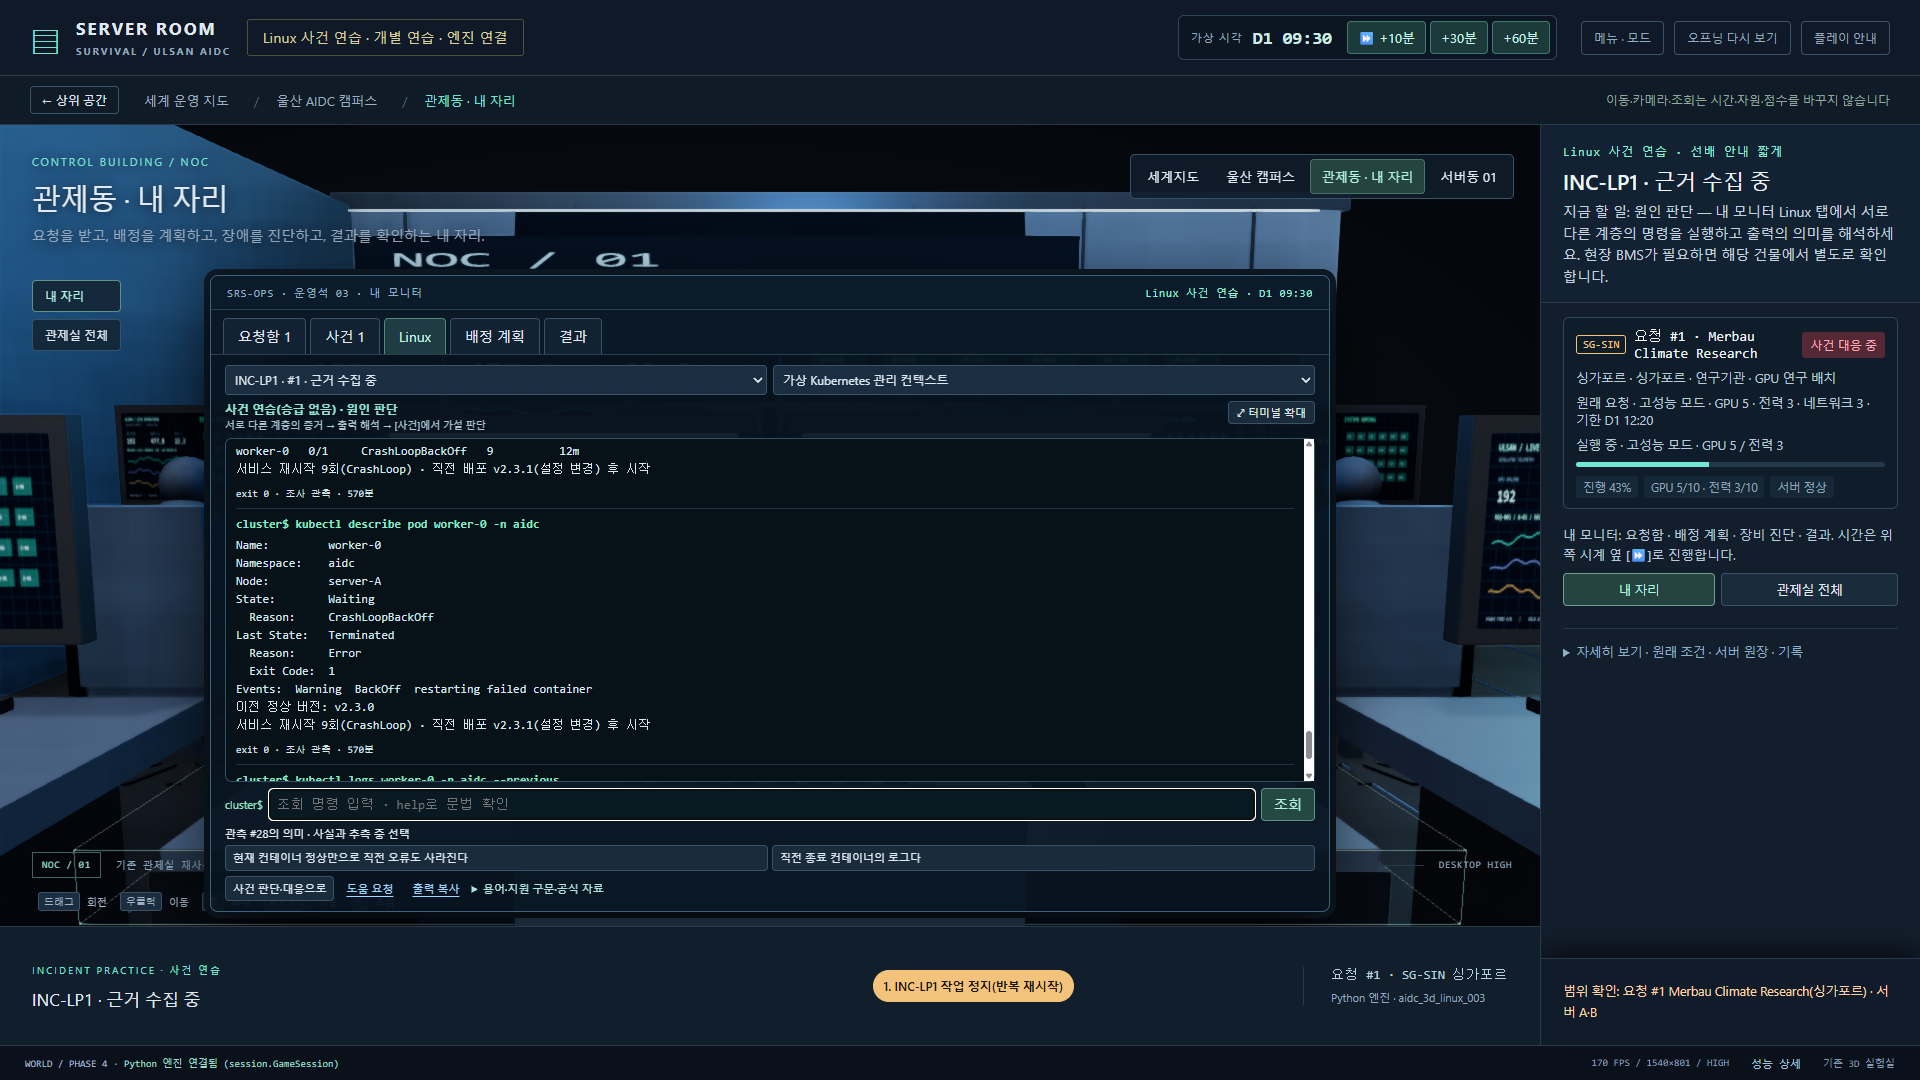 SERVER ROOM
SURVIVAL / ULSAN AIDC
Linux 사건 연습 · 개별 연습 · 엔진 연결
가상 시각 D1 09:30
⏩ +10분
+30분
+60분
메뉴 · 모드
오프닝 다시 보기
플레이 안내
← 상위 공간
세계 운영 지도 / 울산 AIDC 캠퍼스 / 관제동 · 내 자리
이동·카메라·조회는 시간·자원·점수를 바꾸지 않습니다
CONTROL BUILDING / NOC
관제동 · 내 자리
요청을 받고, 배정을 계획하고, 장애를 진단하고, 결과를 확인하는 내 자리.
세계지도
울산 캠퍼스
관제동 · 내 자리
서버동 01
내 자리
관제실 전체
NOC / 01
SRS-OPS · 운영석 03 · 내 모니터
Linux 사건 연습 · D1 09:30
요청함 1
사건 1
Linux
배정 계획
결과
INC-LP1 · #1 · 근거 수집 중
가상 Kubernetes 관리 컨텍스트
사건 연습(승급 없음) · 원인 판단
서로 다른 계층의 증거 → 출력 해석 → [사건]에서 가설 판단
⤢ 터미널 확대
worker-0 0/1 CrashLoopBackOff 9 12m
서비스 재시작 9회(CrashLoop) · 직전 배포 v2.3.1(설정 변경) 후 시작
exit 0 · 조사 관측 · 570분
cluster$ kubectl describe pod worker-0 -n aidc
Name: worker-0
Namespace: aidc
Node: server-A
State: Waiting
Reason: CrashLoopBackOff
Last State: Terminated
Reason: Error
Exit Code: 1
Events: Warning BackOff restarting failed container
이전 정상 버전: v2.3.0
서비스 재시작 9회(CrashLoop) · 직전 배포 v2.3.1(설정 변경) 후 시작
exit 0 · 조사 관측 · 570분
cluster$ kubectl logs worker-0 -n aidc --previous
cluster$ 조회 명령 입력 · help로 문법 확인
조회
관측 #28의 의미 · 사실과 추측 중 선택
현재 컨테이너 정상만으로 직전 오류도 사라진다
직전 종료 컨테이너의 로그다
사건 판단·대응으로
도움 요청
출력 복사
▶ 용어·지원 구문·공식 자료
NOC / 01
기존 관제실 재사
드래그 회전 우클릭 이동
DESKTOP HIGH
ULSAN / LIVE
192
Linux 사건 연습 · 선배 안내 짧게
INC-LP1 · 근거 수집 중
지금 할 일: 원인 판단 — 내 모니터 Linux 탭에서 서로
다른 계층의 명령을 실행하고 출력의 의미를 해석하세
요. 현장 BMS가 필요하면 해당 건물에서 별도로 확인
합니다.
SG-SIN
요청 #1 · Merbau
Climate Research
사건 대응 중
싱가포르 · 싱가포르 · 연구기관 · GPU 연구 배치
원래 요청 · 고성능 모드 · GPU 5 · 전력 3 · 네트워크 3 ·
기한 D1 12:20
실행 중 · 고성능 모드 · GPU 5 / 전력 3
진행 43%
GPU 5/10 · 전력 3/10
서버 정상
내 모니터: 요청함 · 배정 계획 · 장비 진단 · 결과. 시간은 위
쪽 시계 옆 [⏩]로 진행합니다.
내 자리
관제실 전체
▶ 자세히 보기 · 원래 조건 · 서버 원장 · 기록
INCIDENT PRACTICE · 사건 연습
INC-LP1 · 근거 수집 중
1. INC-LP1 작업 정지(반복 재시작)
요청 #1 · SG-SIN 싱가포르
Python 엔진 · aidc_3d_linux_003
범위 확인: 요청 #1 Merbau Climate Research(싱가포르) · 서
버 A·B
WORLD / PHASE 4 · Python 엔진 연결됨 (session.GameSession)
170 FPS / 1540×801 / HIGH
성능 상세
기존 3D 실험실